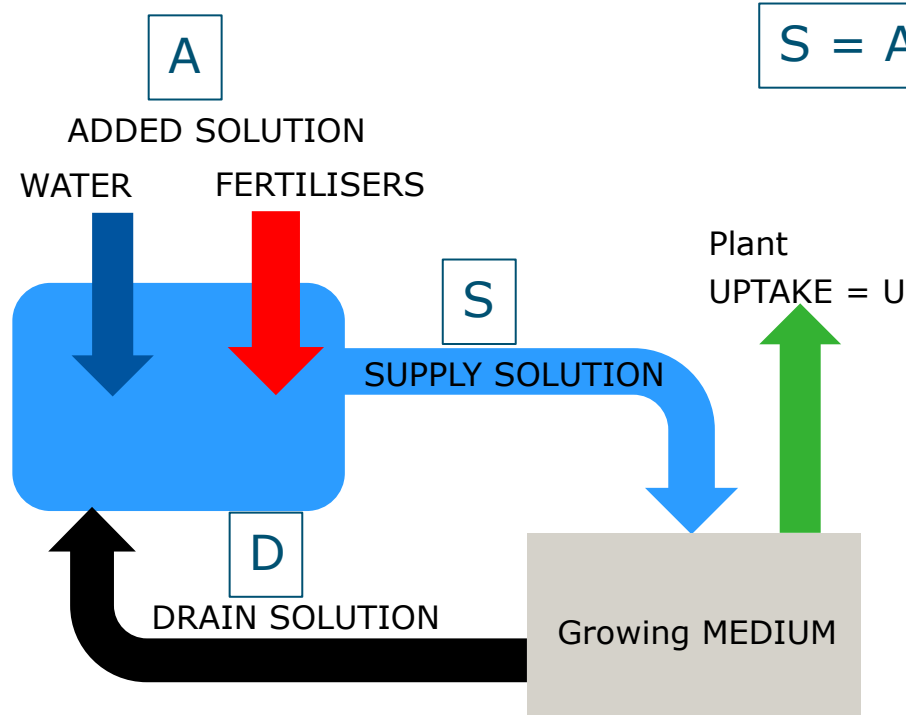 A
S = A
ADDED SOLUTION
WATER FERTILISERS
Plant
UPTAKE = U
S
SUPPLY SOLUTION
D
DRAIN SOLUTION
Growing MEDIUM